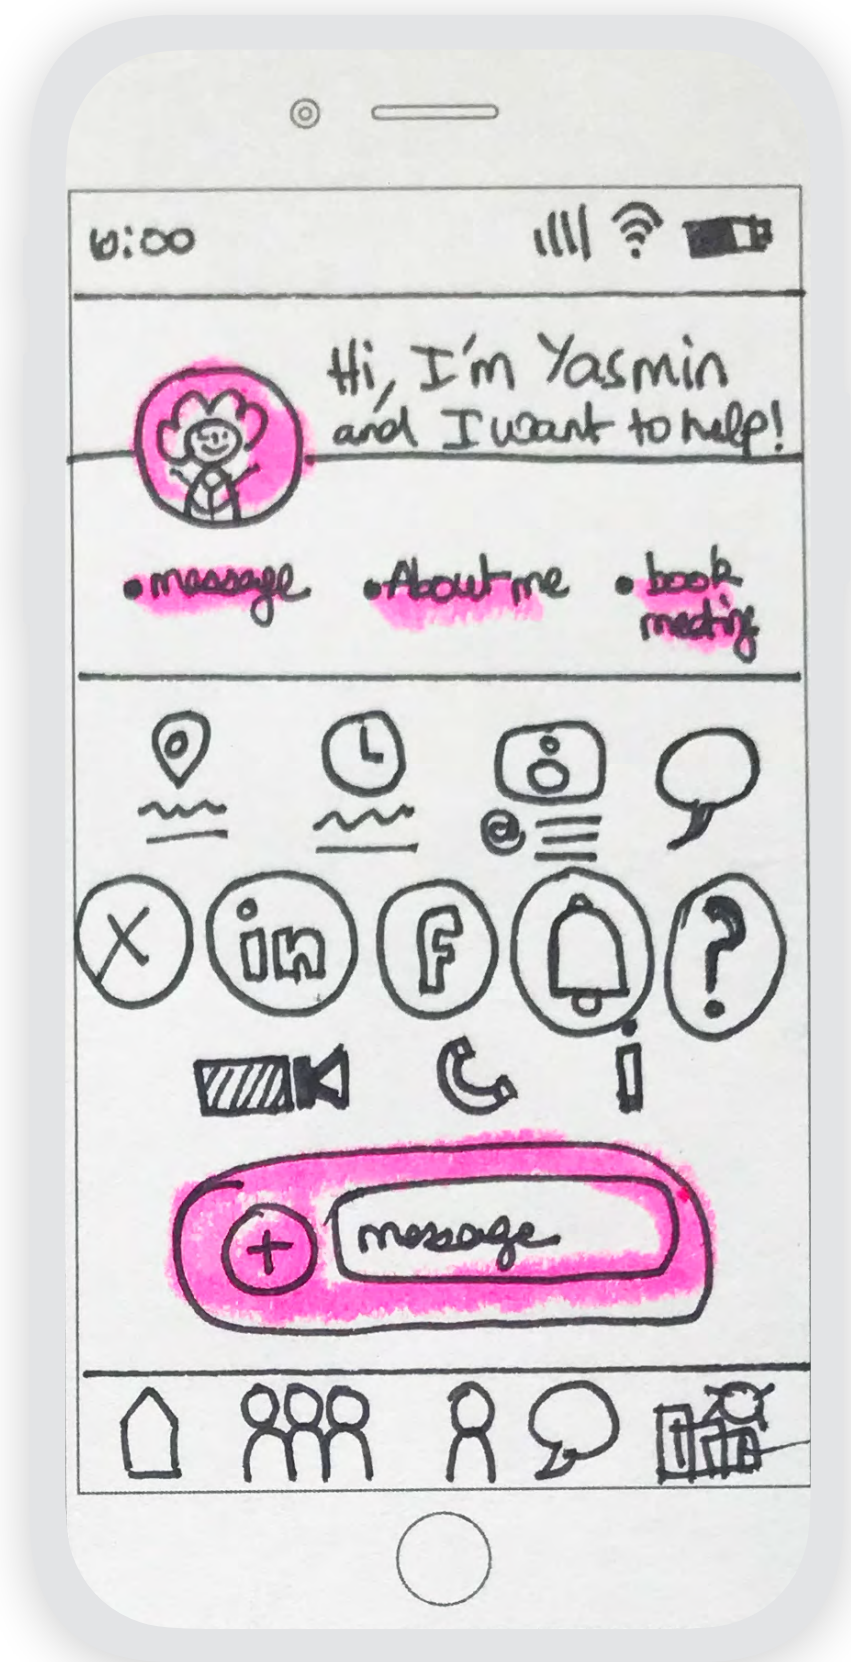 6:00
Hi, I'm Yasmin
and I want to help!
• message
• About me
• book
meeting
@
X
in
f
?
i
+ message